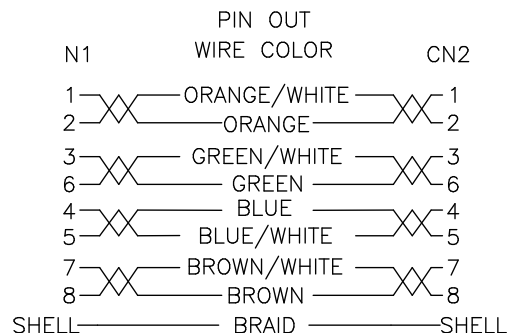 PIN OUT
N1 WIRE COLOR CN2
1 ORANGE/WHITE 1
2 ORANGE 2
3 GREEN/WHITE 3
6 GREEN 6
4 BLUE 4
5 BLUE/WHITE 5
7 BROWN/WHITE 7
8 BROWN 8
SHELL BRAID SHELL